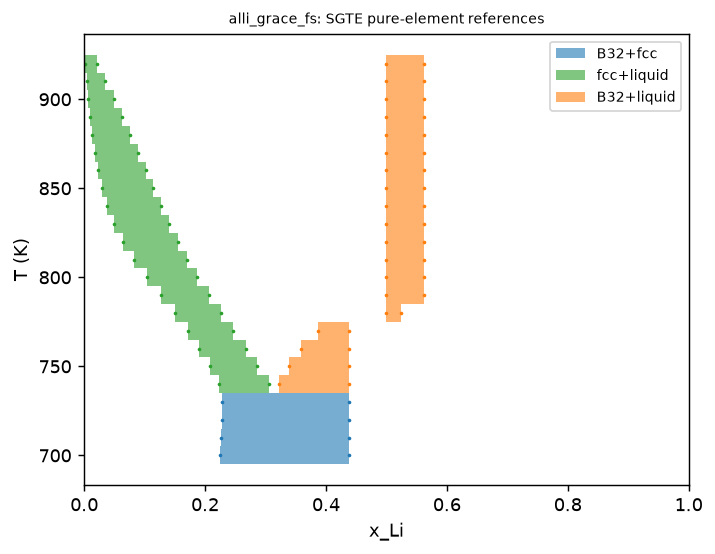 alli_grace_fs: SGTE pure-element references
B32+fcc
fcc+liquid
B32+liquid
T (K)
900
850
800
750
700
0.0 0.2 0.4 0.6 0.8 1.0
x_Li